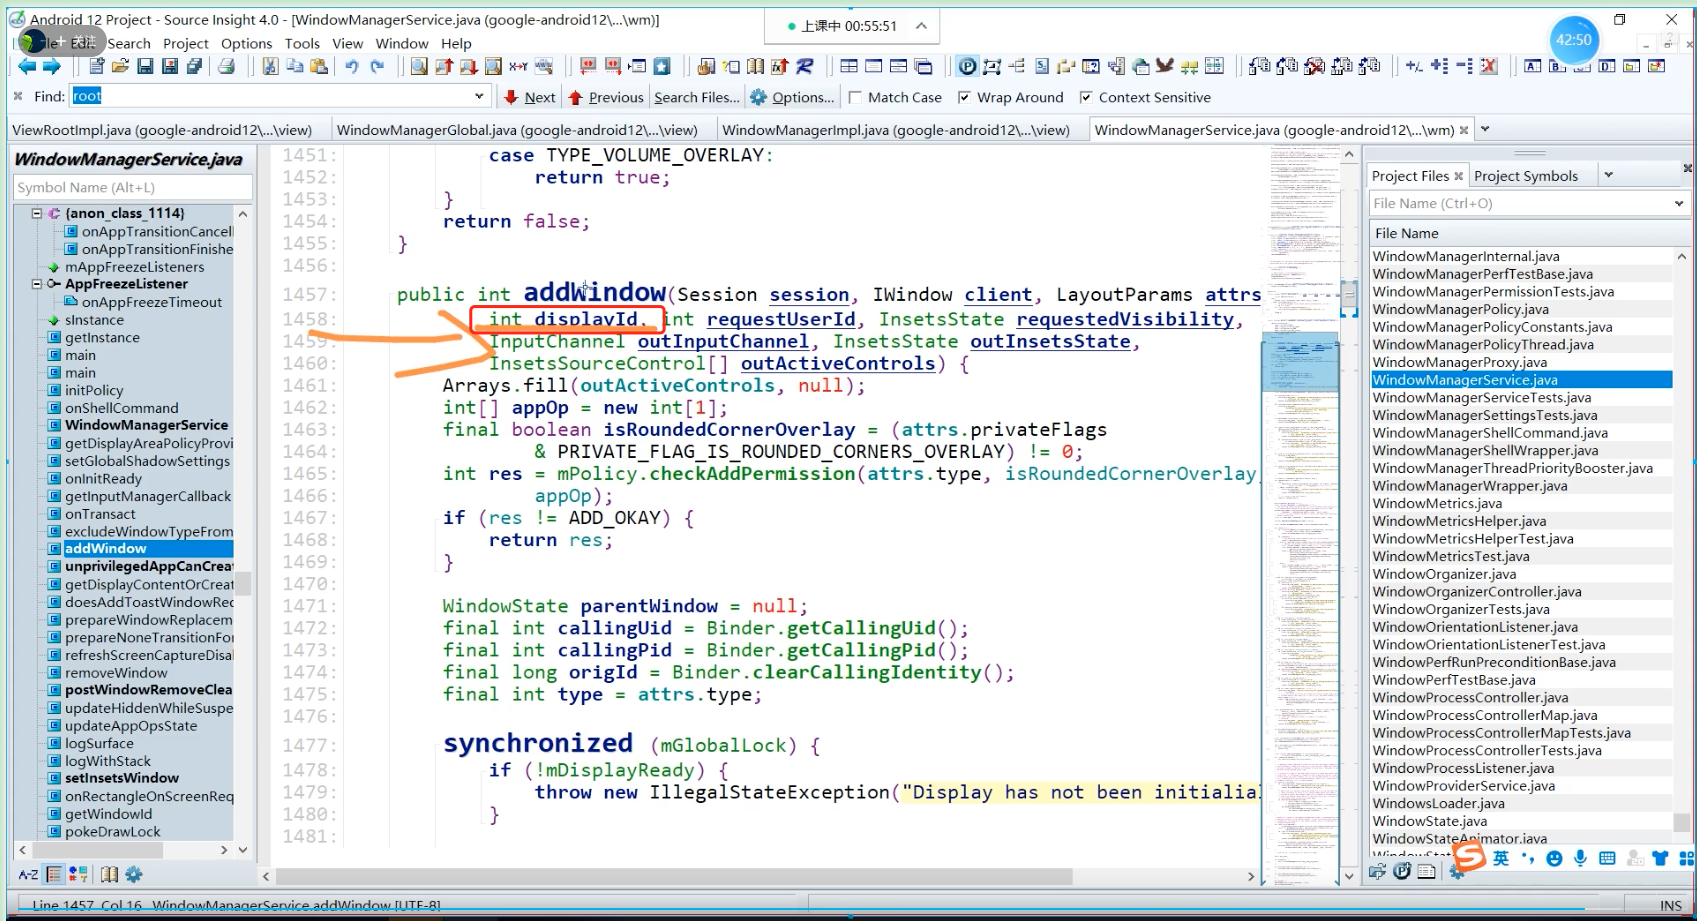 Android 12 Project - Source Insight 4.0 - [WindowManagerService.java (google-android12\...\wm)]
上课中 00:55:51
42:50
+ 关注
Search Project Options Tools View Window Help
Find: root
Next Previous Search Files... Options... Match Case Wrap Around Context Sensitive
ViewRootImpl.java (google-android12\...\view) WindowManagerGlobal.java (google-android12\...\view) WindowManagerImpl.java (google-android12\...\view) WindowManagerService.java (google-android12\...\wm)
WindowManagerService.java
Symbol Name (Alt+L)
{anon_class_1114}
onAppTransitionCancell
onAppTransitionFinishe
mAppFreezeListeners
AppFreezeListener
onAppFreezeTimeout
sInstance
getInstance
main
main
initPolicy
onShellCommand
WindowManagerService
getDisplayAreaPolicyProvi
setGlobalShadowSettings
onInitReady
getInputManagerCallback
onTransact
excludeWindowTypeFrom
addWindow
unprivilegedAppCanCreat
getDisplayContentOrCreat
doesAddToastWindowRec
prepareWindowReplacem
prepareNoneTransitionFor
refreshScreenCaptureDisal
removeWindow
postWindowRemoveClea
updateHiddenWhileSuspe
updateAppOpsState
logSurface
logWithStack
setInsetsWindow
onRectangleOnScreenReq
getWindowId
pokeDrawLock
1451: case TYPE_VOLUME_OVERLAY:
1452: return true;
1453: }
1454: return false;
1455: }
1456:
1457: public int addWindow(Session session, IWindow client, LayoutParams attrs
1458: int displayId, int requestUserId, InsetsState requestedVisibility,
1459: InputChannel outInputChannel, InsetsState outInsetsState,
1460: InsetsSourceControl[] outActiveControls) {
1461: Arrays.fill(outActiveControls, null);
1462: int[] appOp = new int[1];
1463: final boolean isRoundedCornerOverlay = (attrs.privateFlags
1464: & PRIVATE_FLAG_IS_ROUNDED_CORNERS_OVERLAY) != 0;
1465: int res = mPolicy.checkAddPermission(attrs.type, isRoundedCornerOverlay,
1466: appOp);
1467: if (res != ADD_OKAY) {
1468: return res;
1469: }
1470:
1471: WindowState parentWindow = null;
1472: final int callingUid = Binder.getCallingUid();
1473: final int callingPid = Binder.getCallingPid();
1474: final long origId = Binder.clearCallingIdentity();
1475: final int type = attrs.type;
1476:
1477: synchronized (mGlobalLock) {
1478: if (!mDisplayReady) {
1479: throw new IllegalStateException("Display has not been initialia
1480: }
1481:
Project Files Project Symbols
File Name (Ctrl+O)
File Name
WindowManagerInternal.java
WindowManagerPerfTestBase.java
WindowManagerPermissionTests.java
WindowManagerPolicy.java
WindowManagerPolicyConstants.java
WindowManagerPolicyThread.java
WindowManagerProxy.java
WindowManagerService.java
WindowManagerServiceTests.java
WindowManagerSettingsTests.java
WindowManagerShellCommand.java
WindowManagerShellWrapper.java
WindowManagerThreadPriorityBooster.java
WindowManagerWrapper.java
WindowMetrics.java
WindowMetricsHelper.java
WindowMetricsHelperTest.java
WindowMetricsTest.java
WindowOrganizer.java
WindowOrganizerController.java
WindowOrganizerTests.java
WindowOrientationListener.java
WindowOrientationListenerTest.java
WindowPerfRunPreconditionBase.java
WindowPerfTestBase.java
WindowProcessController.java
WindowProcessControllerMap.java
WindowProcessControllerMapTests.java
WindowProcessControllerTests.java
WindowProcessListener.java
WindowProviderService.java
WindowsLoader.java
WindowState.java
WindowStateAnimator.java
英
A-Z
Line 1457 Col 16 WindowManagerService.addWindow [UTF-8]
INS